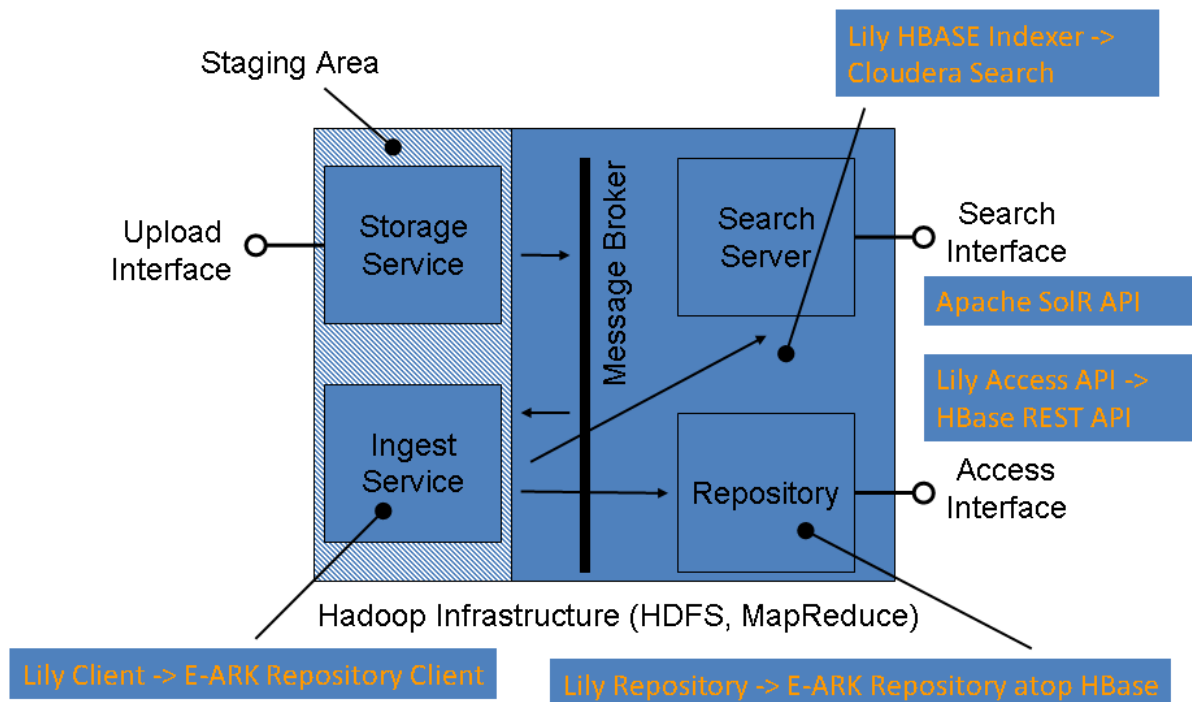 Lily HBASE Indexer ->
Cloudera Search
Staging Area
Upload
Interface
Storage
Service
Message Broker
Search
Server
Search
Interface
Apache SolR API
Lily Access API ->
HBase REST API
Ingest
Service
Repository
Access
Interface
Hadoop Infrastructure (HDFS, MapReduce)
Lily Client -> E-ARK Repository Client
Lily Repository -> E-ARK Repository atop HBase